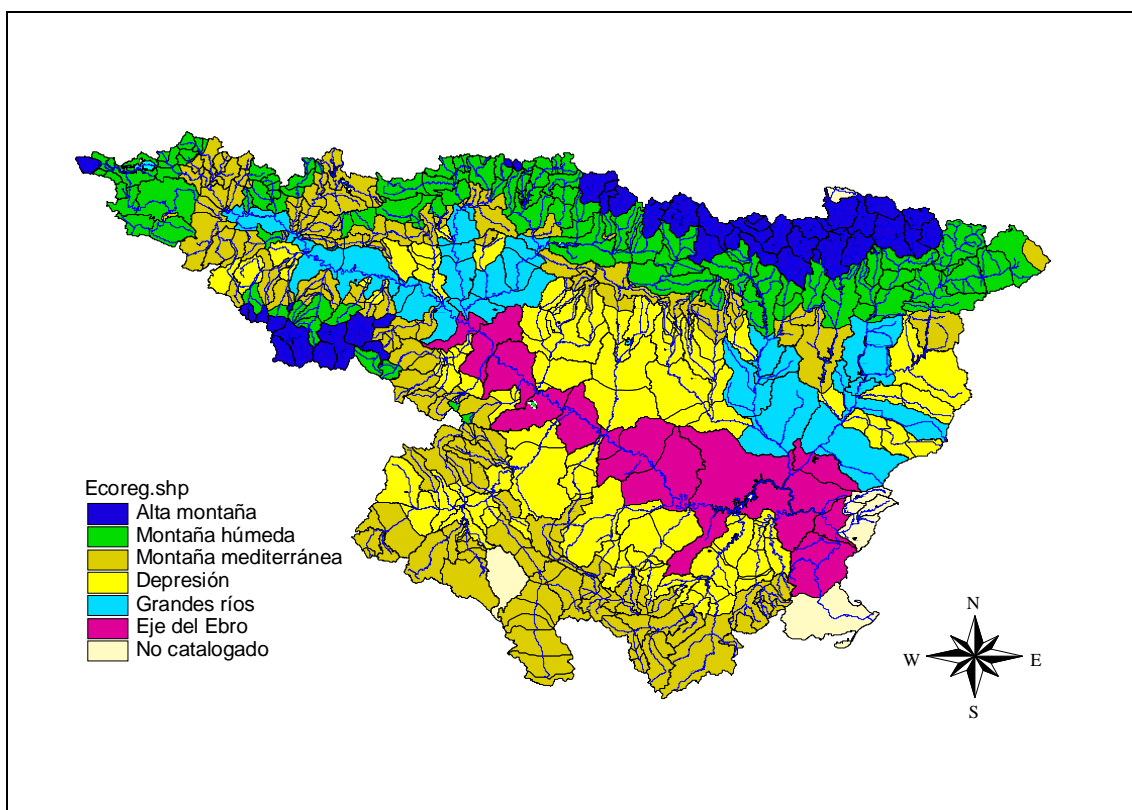 Ecoreg.shp
Alta montaña
Montaña húmeda
Montaña mediterránea
Depresión
Grandes ríos
Eje del Ebro
No catalogado
N
W E
S